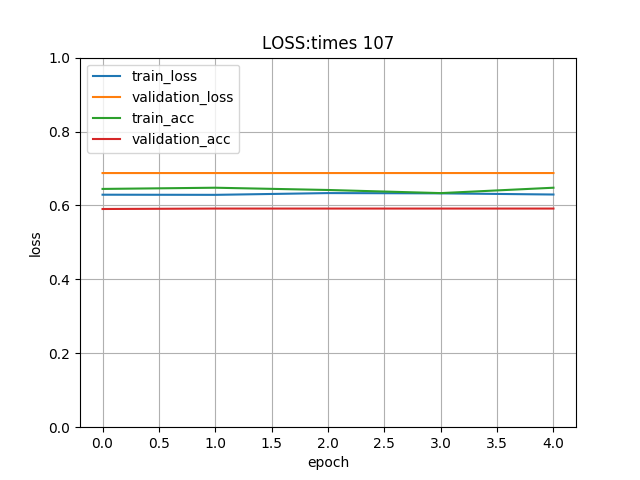 LOSS:times 107
1.0
0.8
0.6
0.4
0.2
0.0
loss
train_loss
validation_loss
train_acc
validation_acc
0.0 0.5 1.0 1.5 2.0 2.5 3.0 3.5 4.0
epoch